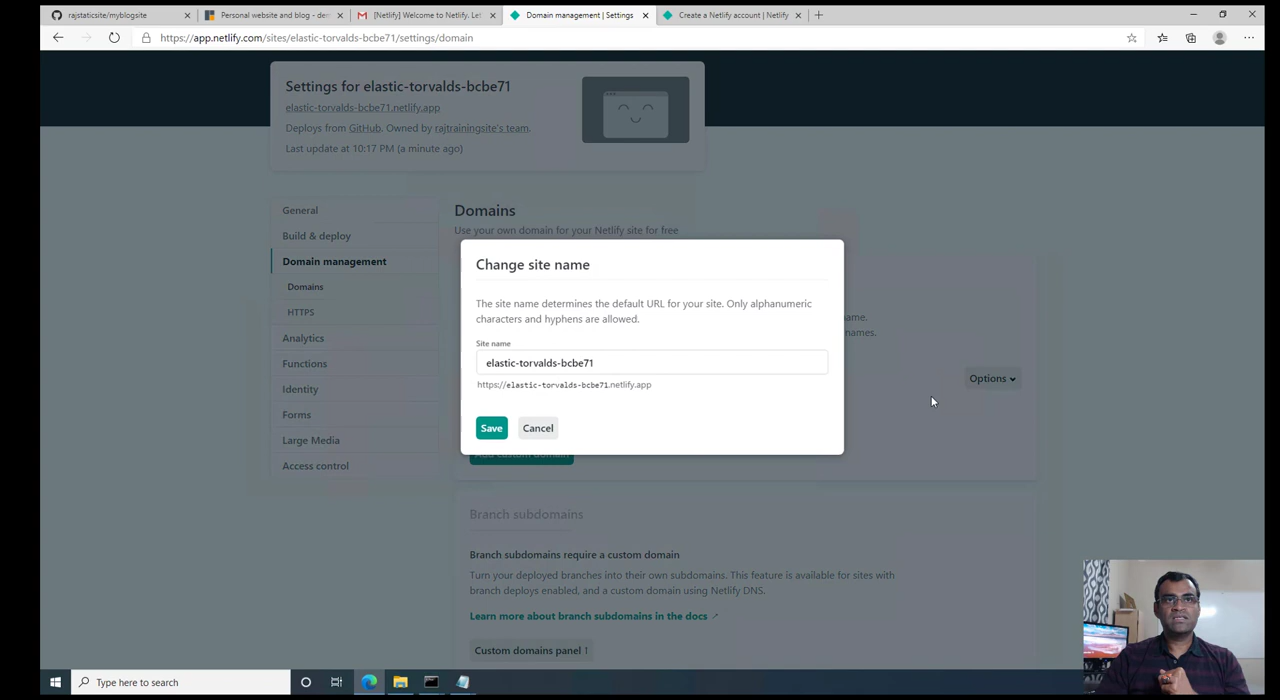 rajstaticsite/myblogsite
Personal website and blog - den
[Netlify] Welcome to Netlify. Let
Domain management | Settings
Create a Netlify account | Netlify
https://app.netlify.com/sites/elastic-torvalds-bcbe71/settings/domain
Settings for elastic-torvalds-bcbe71
elastic-torvalds-bcbe71.netlify.app
Deploys from GitHub. Owned by rajtrainingsite's team.
Last update at 10:17 PM (a minute ago)
General
Build & deploy
Domain management
Domains
HTTPS
Analytics
Functions
Identity
Forms
Large Media
Access control
Domains
Use your own domain for your Netlify site for free
Change site name
The site name determines the default URL for your site. Only alphanumeric
characters and hyphens are allowed.
Site name
elastic-torvalds-bcbe71
https://elastic-torvalds-bcbe71.netlify.app
Save
Cancel
ame.
names.
Options
Add custom domain
Branch subdomains
Branch subdomains require a custom domain
Turn your deployed branches into their own subdomains. This feature is available for sites with
branch deploys enabled, and a custom domain using Netlify DNS.
Learn more about branch subdomains in the docs
Custom domains panel
Type here to search